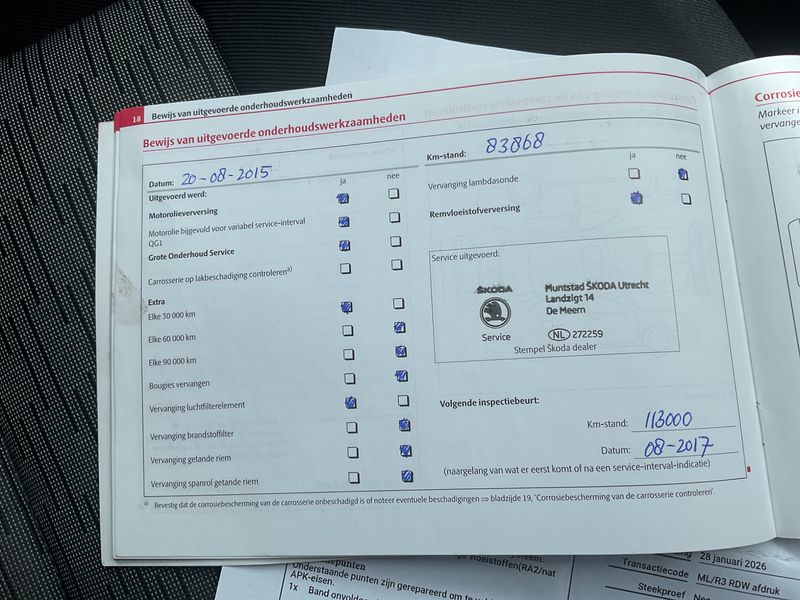 18 Bewijs van uitgevoerde onderhoudswerkzaamheden
Bewijs van uitgevoerde onderhoudswerkzaamheden
Datum: 20-08-2015
Uitgevoerd werd: ja nee
Motorolieverversing
Motorolie bijgevuld voor variabel service-interval
QG1
Grote Onderhoud Service
Carrosserie op lakbeschadiging controleren a)
Extra
Elke 30 000 km
Elke 60 000 km
Elke 90 000 km
Bougies vervangen
Vervanging luchtfilterelement
Vervanging brandstoffilter
Vervanging getande riem
Vervanging spanrol getande riem
Km-stand: 83868
ja nee
Vervanging lambdasonde
Remvloeistofverversing
Service uitgevoerd:
ŠKODA
Service
Muntstad ŠKODA Utrecht
Landzigt 14
De Meern
NL 272259
Stempel Škoda dealer
Volgende inspectiebeurt:
Km-stand: 113000
Datum: 08-2017
(naargelang van wat er eerst komt of na een service-interval-indicatie)
a) Bevestig dat de corrosiebescherming van de carrosserie onbeschadigd is of noteer eventuele beschadigingen ⇒ bladzijde 19, 'Corrosiebescherming van de carrosserie controleren'.
Corrosie
Markeer i
vervange
vloeistoffen(RA2/nat
Onderstaande punten zijn gerepareerd om te
APK-eisen.
1x Band
28 januari 2026
Transactiecode ML/R3 RDW afdruk
Steekproef